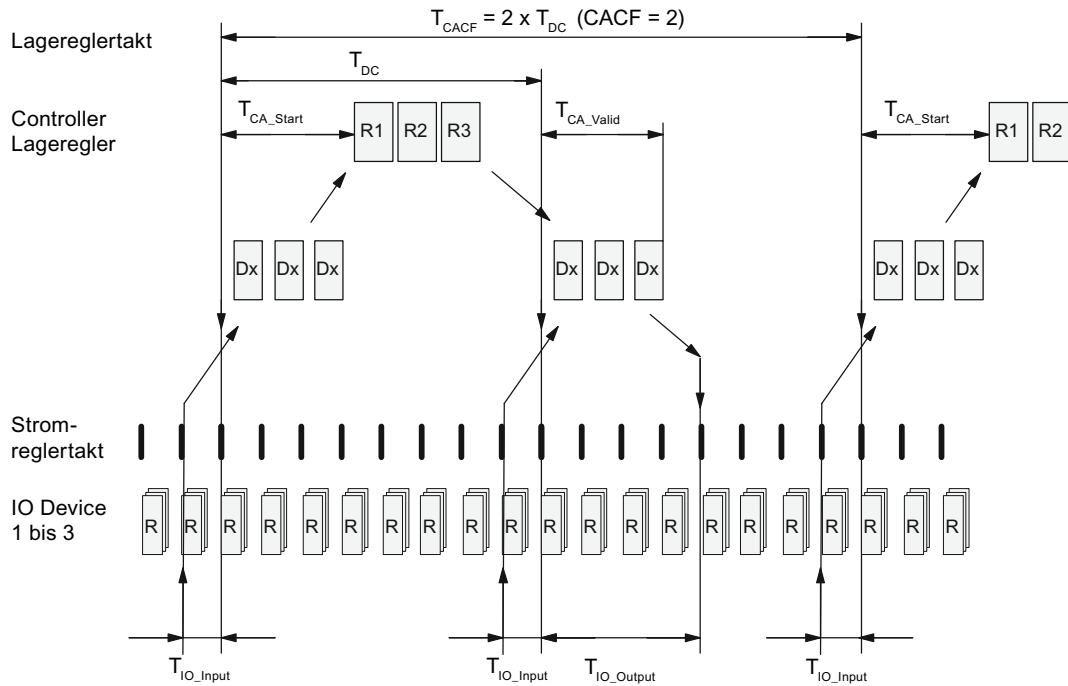 T_CACF = 2 x T_DC (CACF = 2)
Lagereglertakt
T_DC
Controller
Lageregler
T_CA_Start
R1 R2 R3
T_CA_Valid
T_CA_Start
R1 R2
Dx Dx Dx
Dx Dx Dx
Dx Dx Dx
Strom-
reglertakt
IO Device
1 bis 3
R R R R R R R R R R R R R R R R R R R R R
T_IO_Input
T_IO_Input
T_IO_Output
T_IO_Input